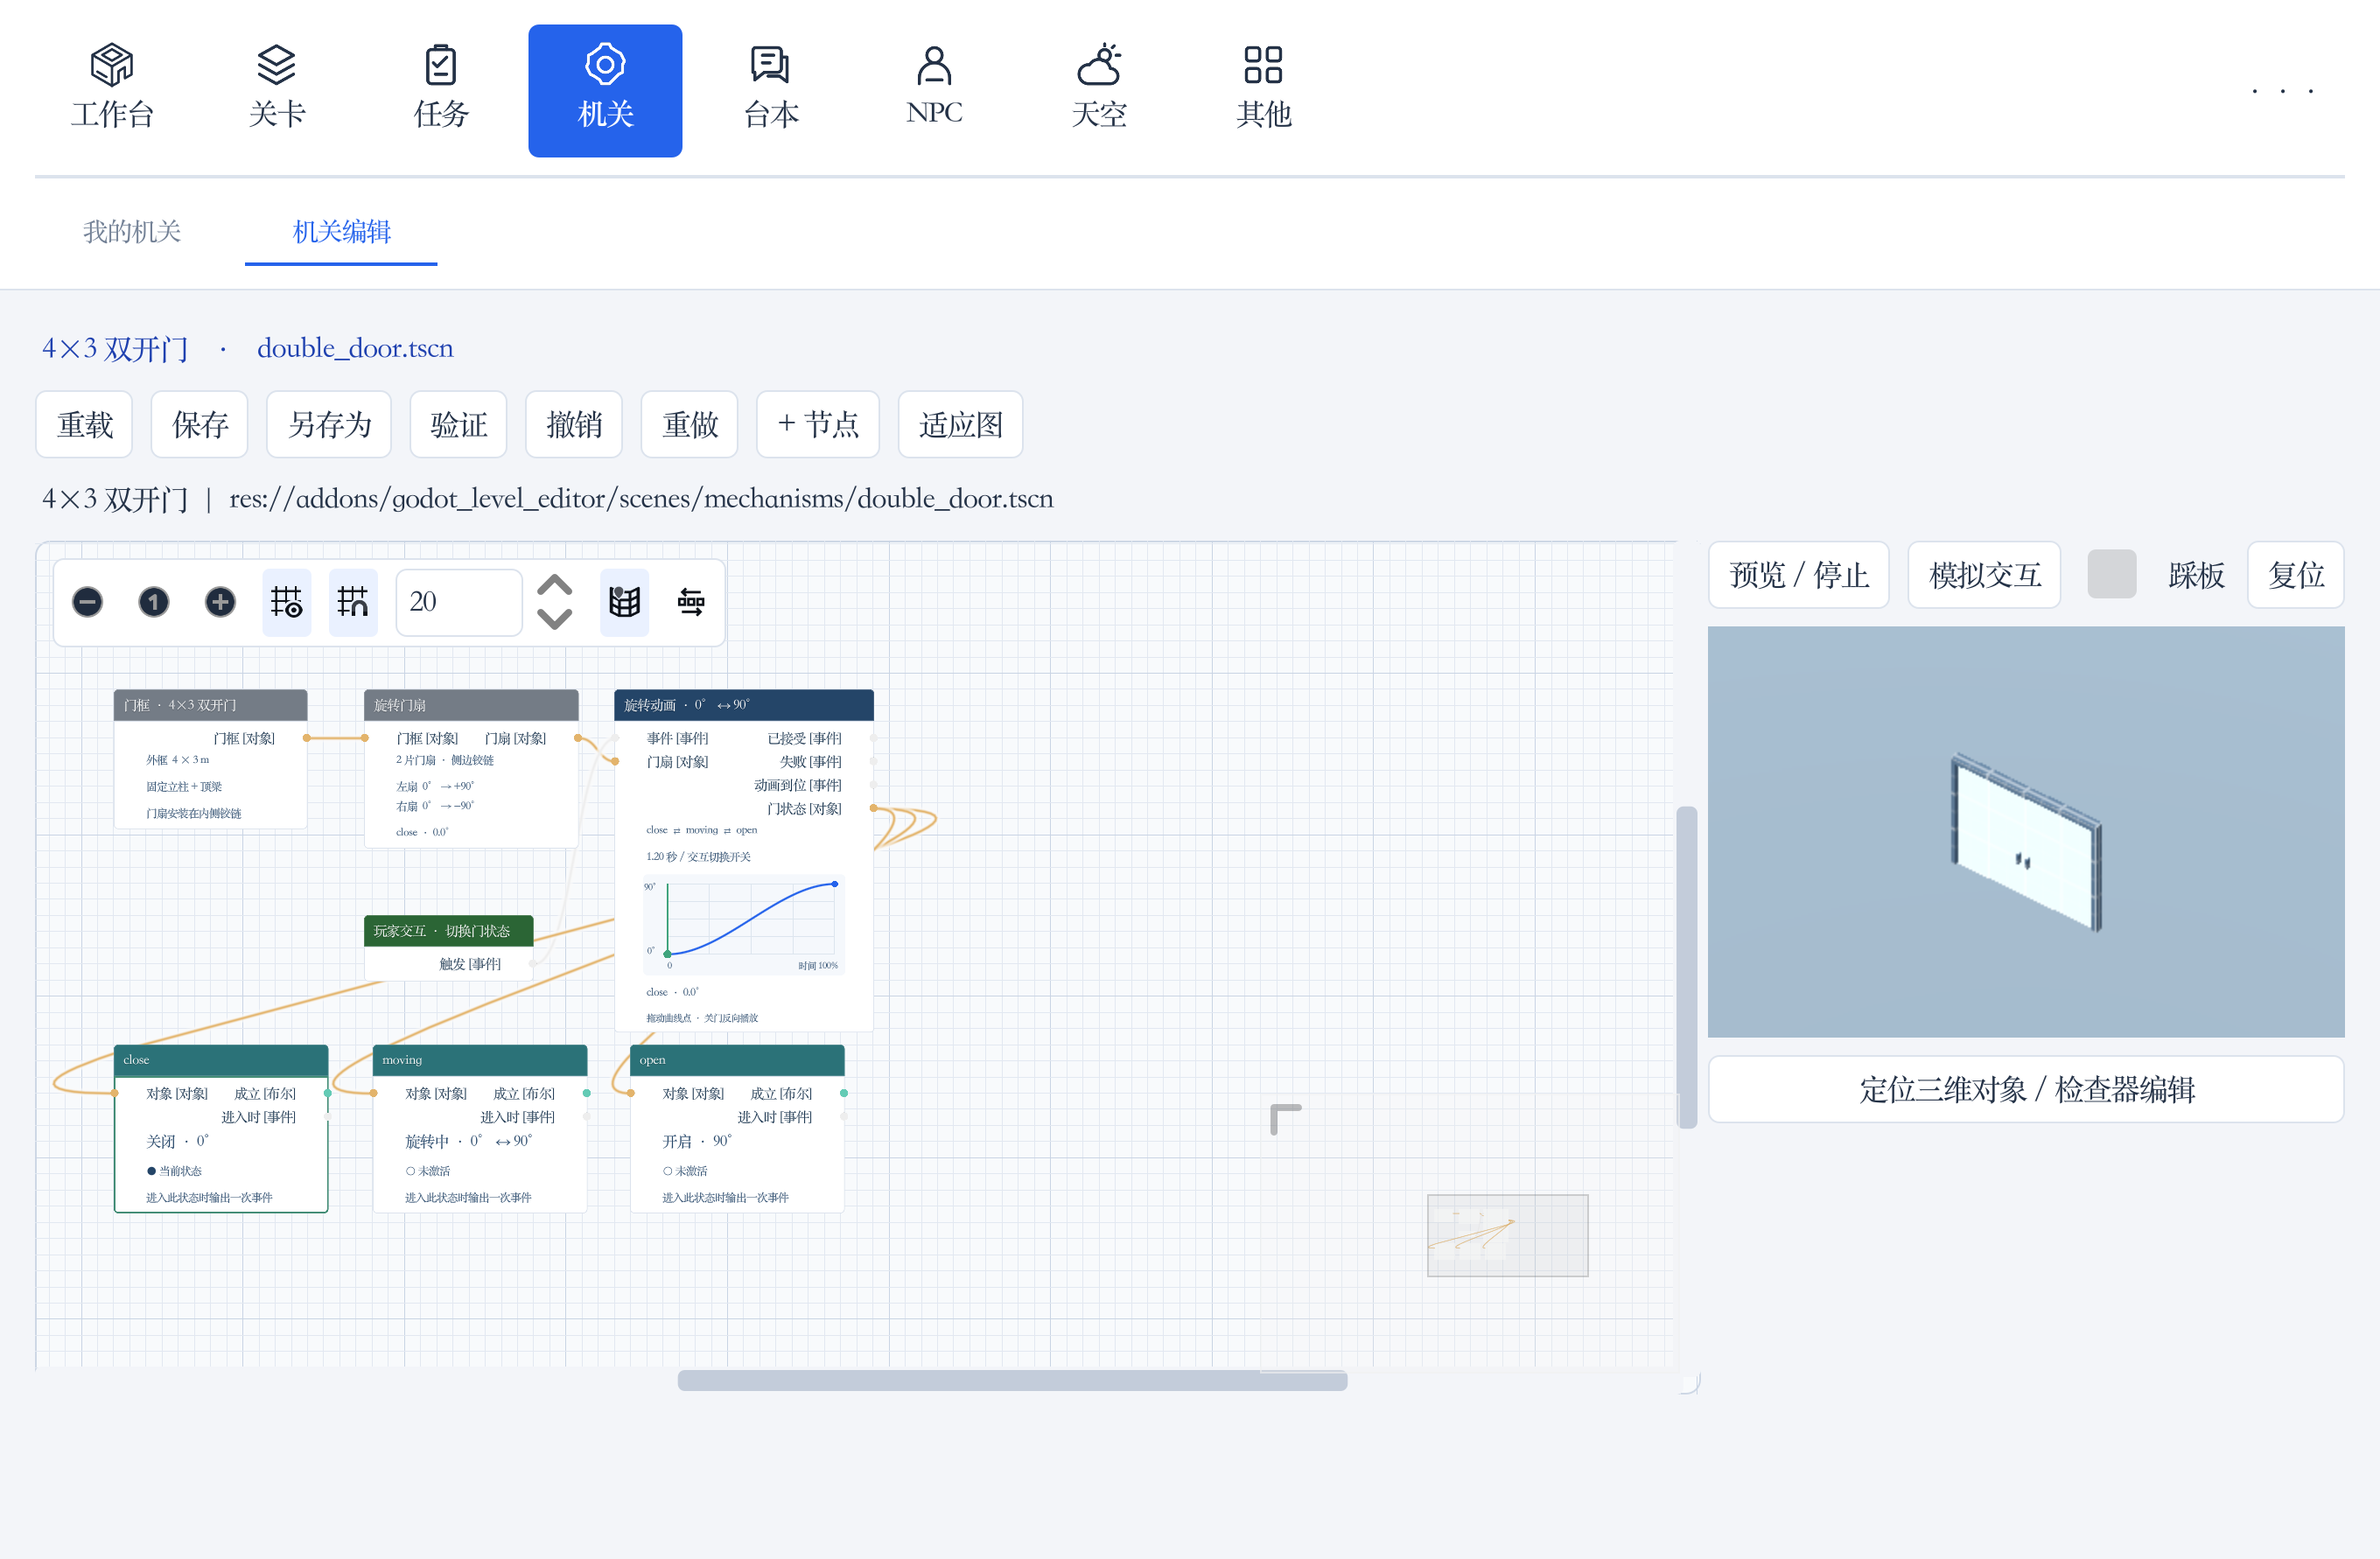 工作台
关卡
任务
机关
台本
NPC
天空
其他
· · ·
我的机关
机关编辑
4×3 双开门 · double_door.tscn
重载
保存
另存为
验证
撤销
重做
+ 节点
适应图
4×3 双开门 | res://addons/godot_level_editor/scenes/mechanisms/double_door.tscn
1
20
预览 / 停止
模拟交互
踩板
复位
门框 · 4×3 双开门
门框 [对象]
外框 4 × 3 m
固定立柱 + 顶梁
门扇安装在内侧铰链
旋转门扇
门框 [对象] 门扇 [对象]
2 片门扇 · 侧边铰链
左扇 0° → +90°
右扇 0° → −90°
close · 0.0°
旋转动画 · 0° ↔ 90°
事件 [事件] 已接受 [事件]
门扇 [对象] 失败 [事件]
动画到位 [事件]
门状态 [对象]
close ⇄ moving ⇄ open
1.20 秒 / 交互切换开关
90°
0°
0 时间 100%
close · 0.0°
拖动曲线点 · 关门反向播放
玩家交互 · 切换门状态
触发 [事件]
close
对象 [对象] 成立 [布尔]
进入时 [事件]
关闭 · 0°
● 当前状态
进入此状态时输出一次事件
moving
对象 [对象] 成立 [布尔]
进入时 [事件]
旋转中 · 0° ↔ 90°
○ 未激活
进入此状态时输出一次事件
open
对象 [对象] 成立 [布尔]
进入时 [事件]
开启 · 90°
○ 未激活
进入此状态时输出一次事件
定位三维对象 / 检查器编辑